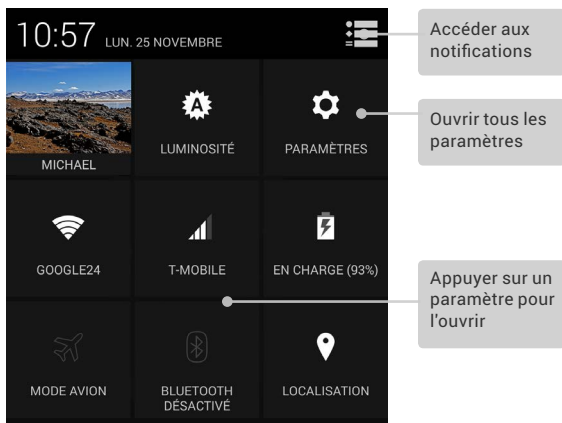 10:57 LUN. 25 NOVEMBRE
Accéder aux
notifications
MICHAEL
LUMINOSITÉ
PARAMÈTRES
Ouvrir tous les
paramètres
GOOGLE24
T-MOBILE
EN CHARGE (93%)
Appuyer sur un
paramètre pour
l'ouvrir
MODE AVION
BLUETOOTH
DÉSACTIVÉ
LOCALISATION